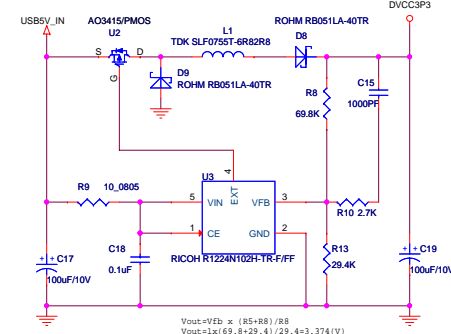 DVCC3P3
USB5V_IN
AO3415/PMOS
U2
L1
TDK SLF0755T-6R82R8
ROHM RB051LA-40TR
D8
S
D
G
D9
ROHM RB051LA-40TR
R8
69.8K
C15
1000PF
U3
4
R9
10_0805
5
VIN
EXT
VFB
3
R10 2.7K
1
CE
GND
2
C18
0.1uF
RICOH R1224N102H-TR-F/FF
R13
29.4K
C17
100uF/10V
C19
100uF/10V
Vout=Vfb x (R5+R8)/R8
Vout=1x(69.8+29.4)/29.4=3.374(V)